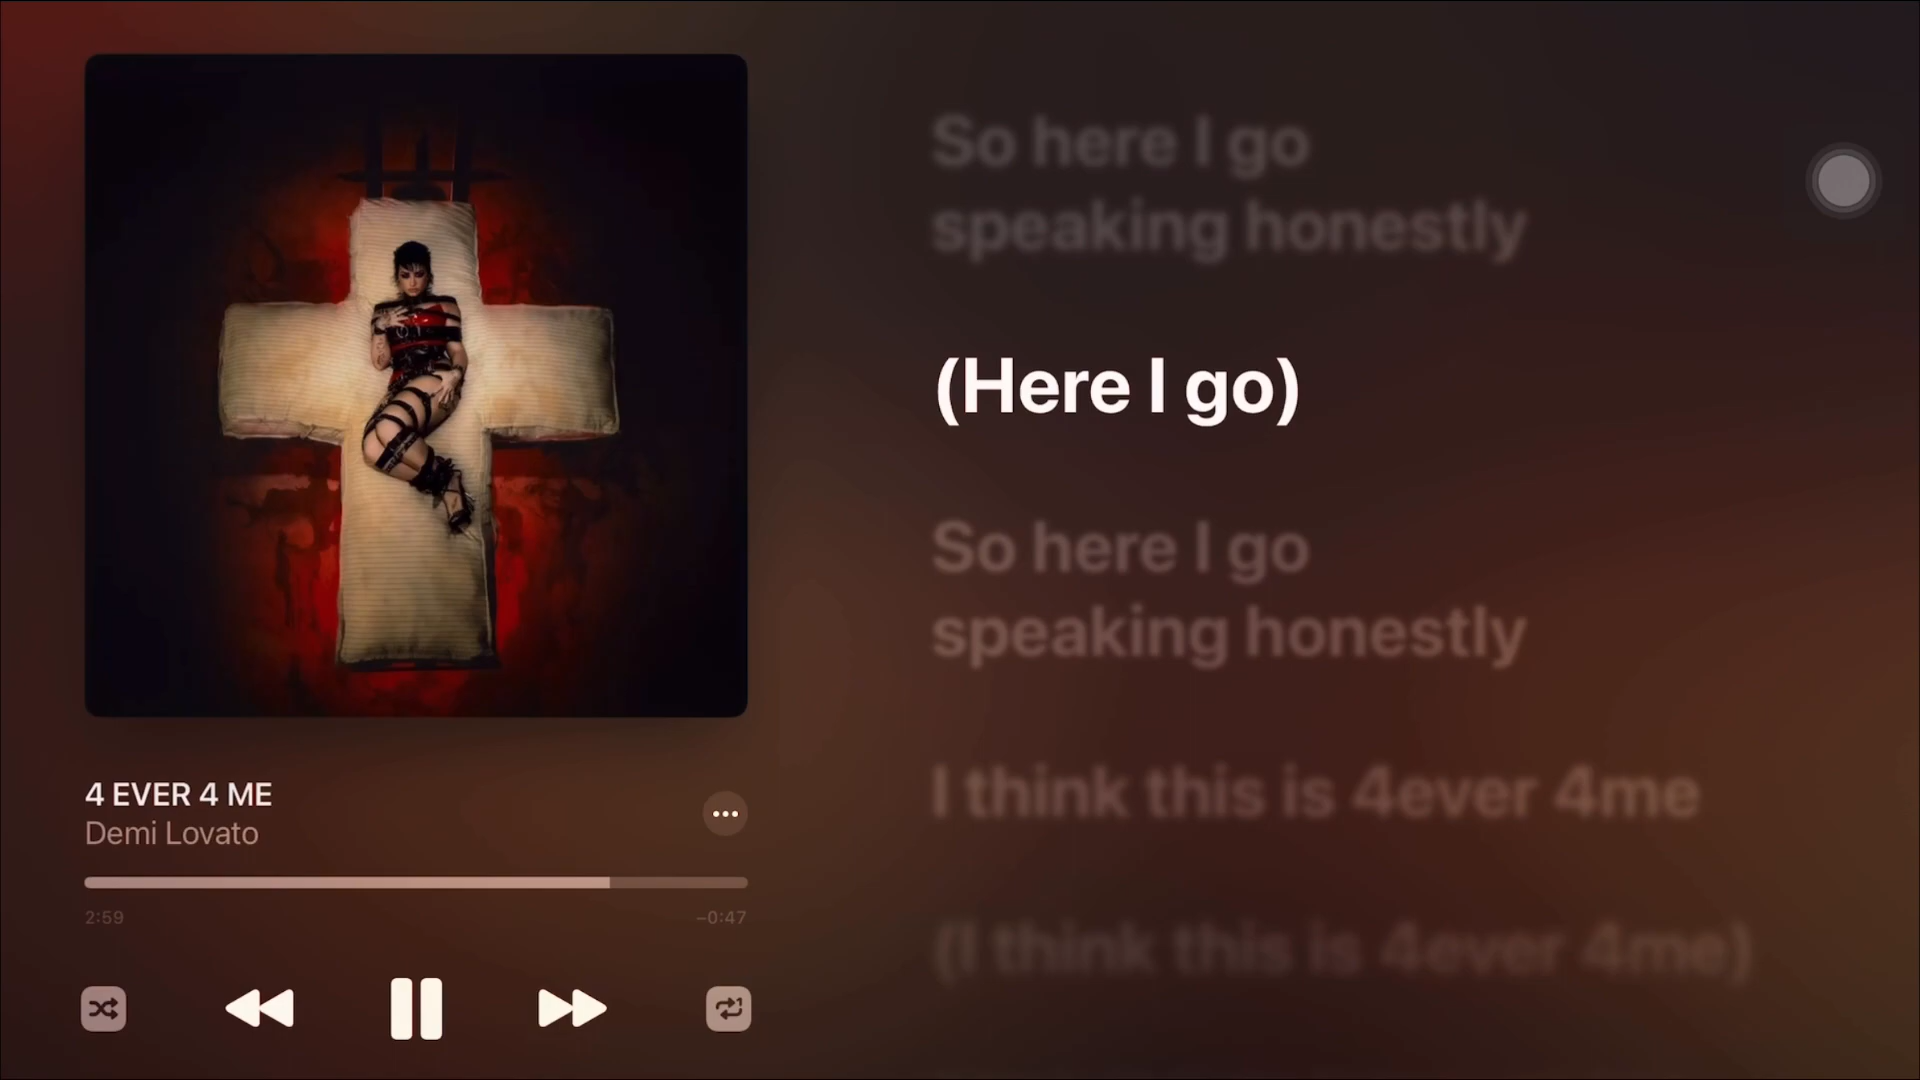 So here I go
speaking honestly
(Here I go)
So here I go
speaking honestly
I think this is 4ever 4me
(I think this is 4ever 4me)
4 EVER 4 ME
Demi Lovato
2:59
-0:47
1